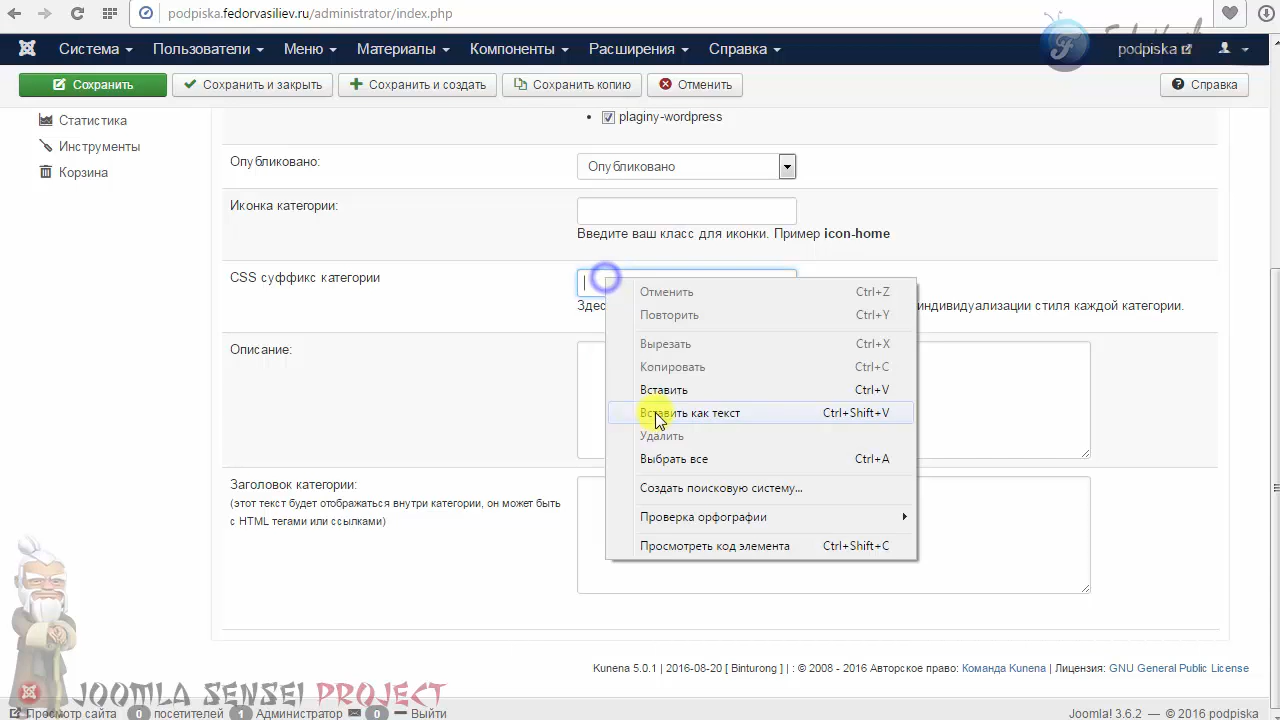 podpiska.fedorvasiliev.ru/administrator/index.php
Система Пользователи Меню Материалы Компоненты Расширения Справка podpiska
Сохранить Сохранить и закрыть Сохранить и создать Сохранить копию Отменить Справка
Статистика
Инструменты
Корзина
• plaginy-wordpress
Опубликовано: Опубликовано
Иконка категории:
Введите ваш класс для иконки. Пример icon-home
CSS суффикс категории
Здес индивидуализации стиля каждой категории.
Отменить Ctrl+Z
Повторить Ctrl+Y
Вырезать Ctrl+X
Копировать Ctrl+C
Вставить Ctrl+V
Вставить как текст Ctrl+Shift+V
Удалить
Выбрать все Ctrl+A
Создать поисковую систему...
Проверка орфографии
Просмотреть код элемента Ctrl+Shift+C
Описание:
Заголовок категории:
(этот текст будет отображаться внутри категории, он может быть
с HTML тегами или ссылками)
Kunena 5.0.1 | 2016-08-20 [ Binturong ] | : © 2008 - 2016 Авторское право: Команда Kunena | Лицензия: GNU General Public License
JOOMLA SENSEI PROJECT
Просмотр сайта 0 посетителей 1 Администратор 0 Выйти
Joomla! 3.6.2 — © 2016 podpiska